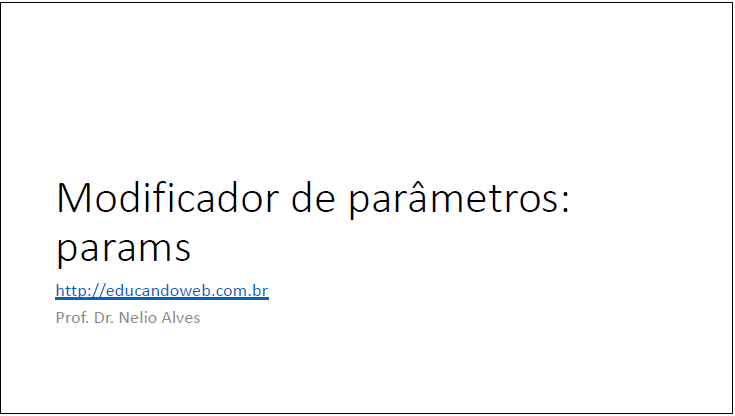 Modificador de parâmetros:
params
http://educandoweb.com.br
Prof. Dr. Nelio Alves